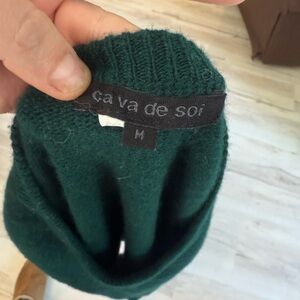 ça va de soi
M